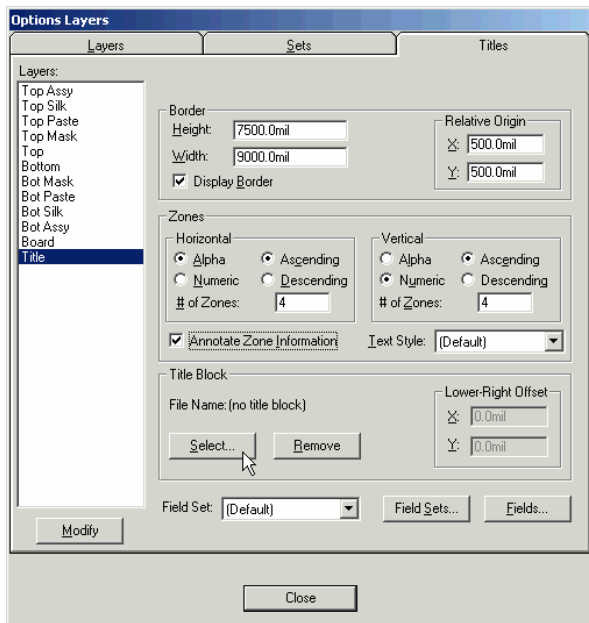 Options Layers
Layers
Sets
Titles
Layers:
Top Assy
Top Silk
Top Paste
Top Mask
Top
Bottom
Bot Mask
Bot Paste
Bot Silk
Bot Assy
Board
Title
Modify
Border
Height: 7500.0mil
Width: 9000.0mil
Display Border
Relative Origin
X: 500.0mil
Y: 500.0mil
Zones
Horizontal
Alpha Ascending
Numeric Descending
# of Zones: 4
Vertical
Alpha Ascending
Numeric Descending
# of Zones: 4
Annotate Zone Information
Text Style: (Default)
Title Block
File Name: (no title block)
Select... Remove
Lower-Right Offset
X: 0.0mil
Y: 0.0mil
Field Set: (Default)
Field Sets... Fields...
Close